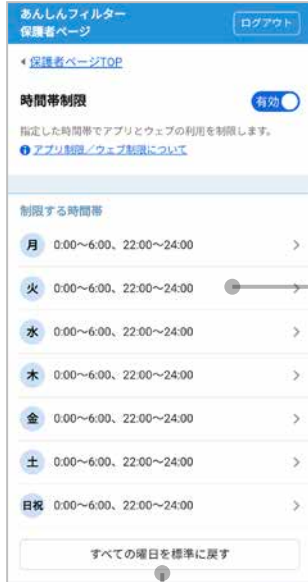 あんしんフィルター
保護者ページ
ログアウト
保護者ページTOP
時間帯制限
有効
指定した時間帯でアプリとウェブの利用を制限します。
アプリ制限／ウェブ制限について
制限する時間帯
月 0:00〜6:00、22:00〜24:00
火 0:00〜6:00、22:00〜24:00
水 0:00〜6:00、22:00〜24:00
木 0:00〜6:00、22:00〜24:00
金 0:00〜6:00、22:00〜24:00
土 0:00〜6:00、22:00〜24:00
日祝 0:00〜6:00、22:00〜24:00
すべての曜日を標準に戻す